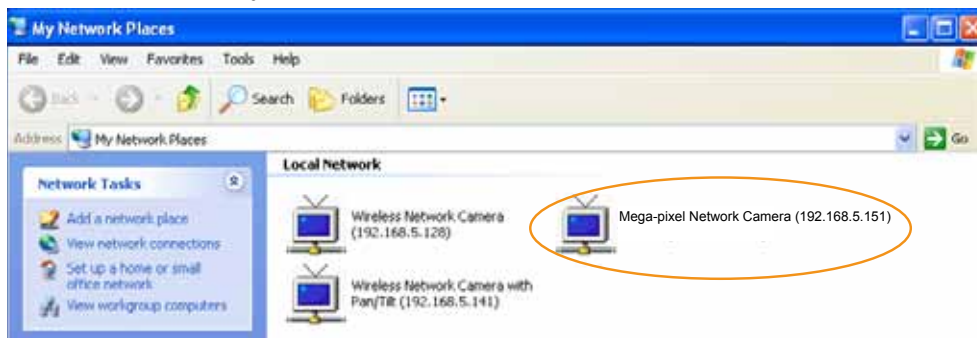 My Network Places
File Edit View Favorites Tools Help
Back Search Folders
Address My Network Places Go
Local Network
Network Tasks
Add a network place
View network connections
Set up a home or small
office network
View workgroup computers
Wireless Network Camera
(192.168.5.128)
Mega-pixel Network Camera (192.168.5.151)
Wireless Network Camera with
Pan/Tilt (192.168.5.141)